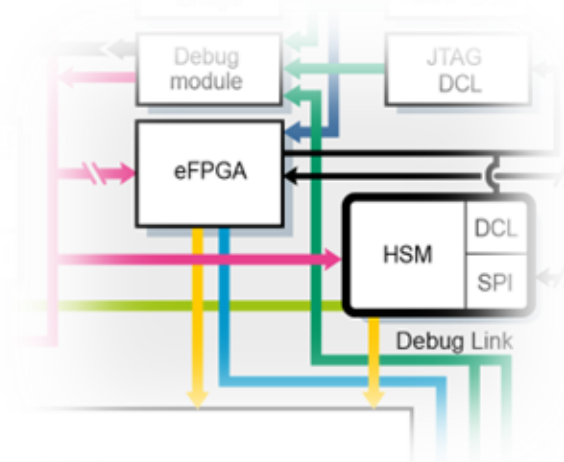 Debug
module
JTAG
DCL
eFPGA
HSM
DCL
SPI
Debug Link